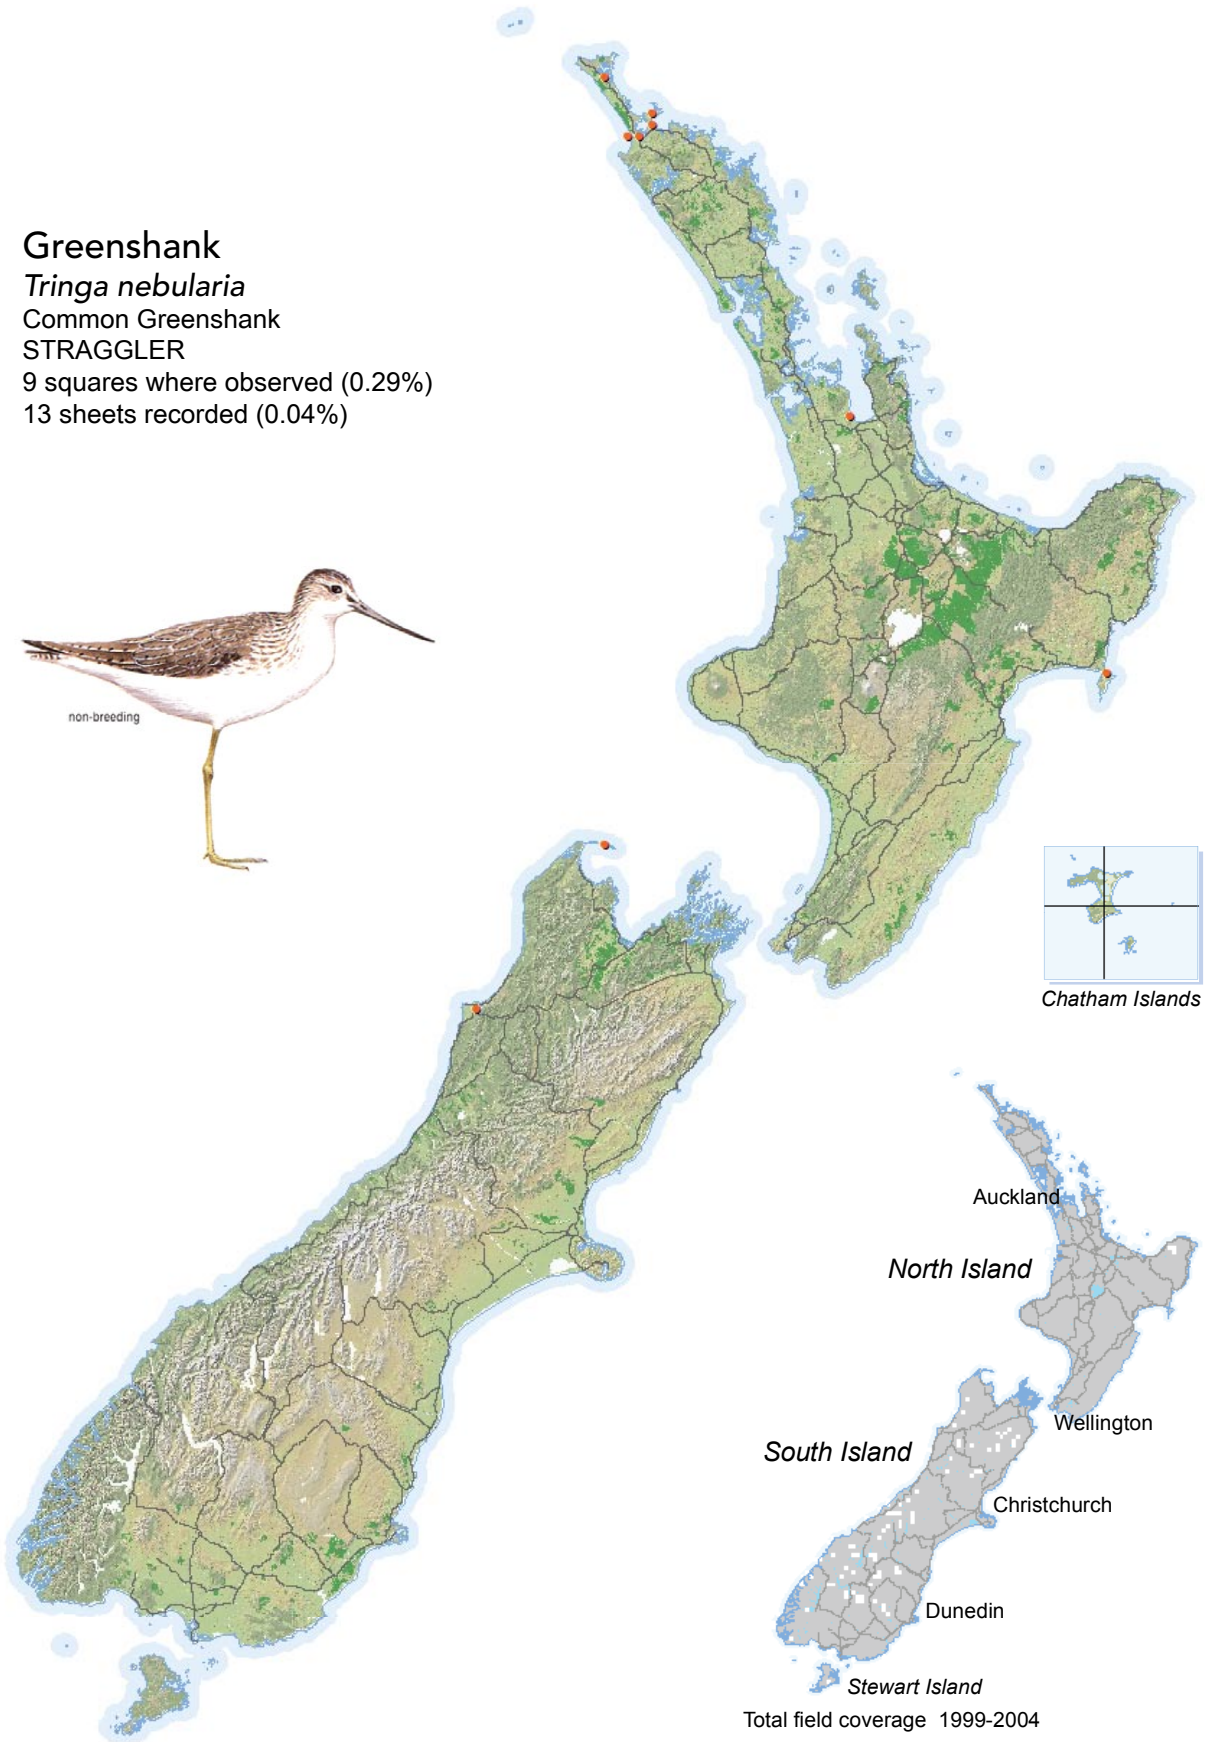 Greenshank
Tringa nebularia
Common Greenshank
STRAGGLER
9 squares where observed (0.29%)
13 sheets recorded (0.04%)
non-breeding
Chatham Islands
Auckland
North Island
Wellington
South Island
Christchurch
Dunedin
Stewart Island
Total field coverage 1999-2004